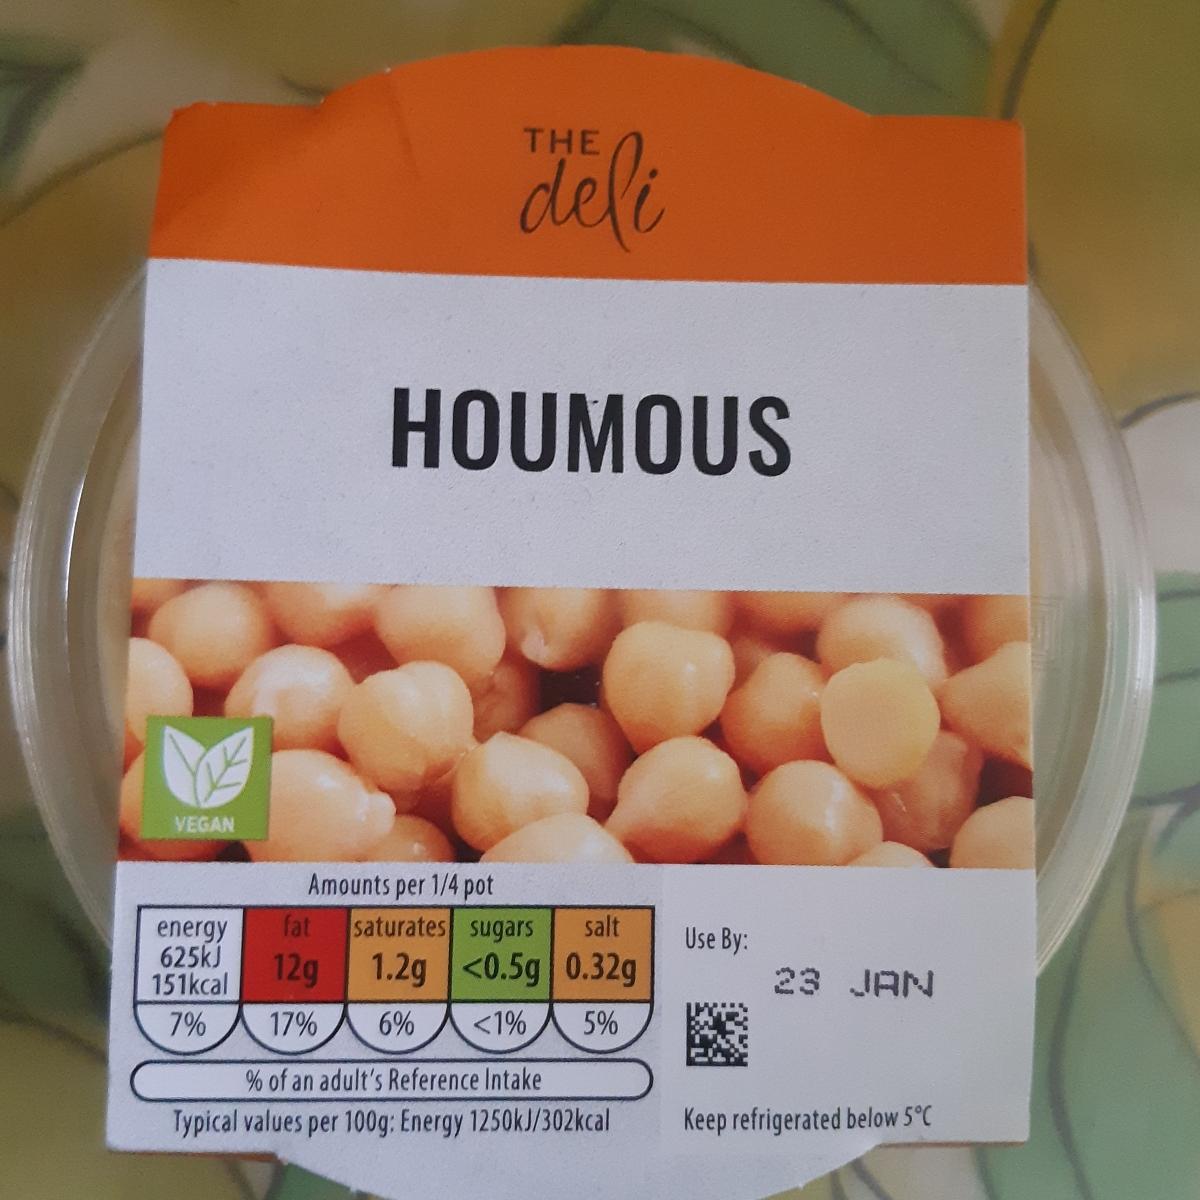 THE
deli
HOUMOUS
VEGAN
Amounts per 1/4 pot
energy fat saturates sugars salt
625kJ
151kcal 12g 1.2g <0.5g 0.32g
7% 17% 6% <1% 5%
% of an adult's Reference Intake
Typical values per 100g: Energy 1250kJ/302kcal
Use By:
23 JAN
Keep refrigerated below 5°C